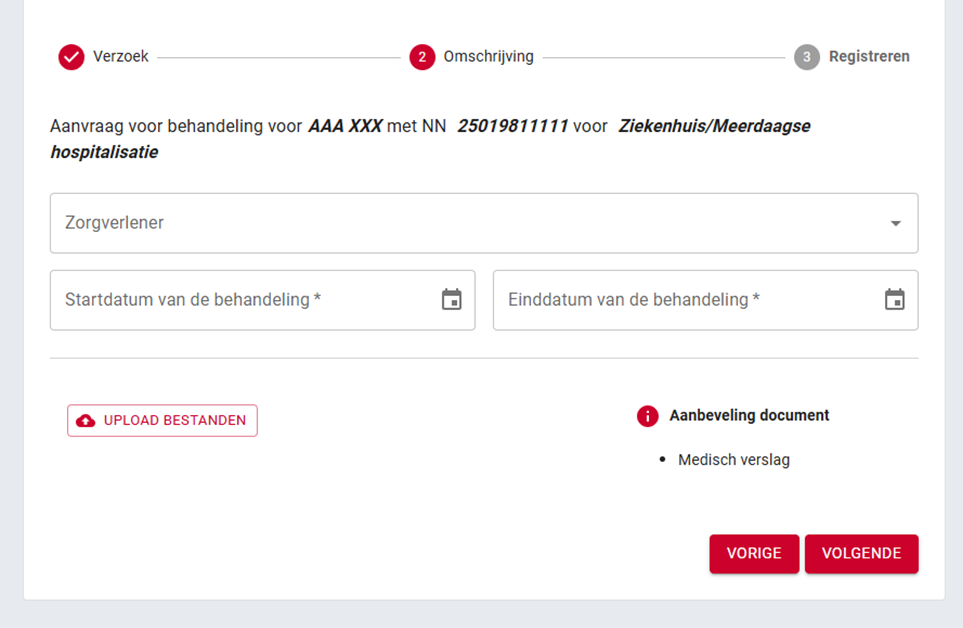 Verzoek
2 Omschrijving
3 Registreren
Aanvraag voor behandeling voor AAA XXX met NN 25019811111 voor Ziekenhuis/Meerdaagse
hospitalisatie
Zorgverlener
Startdatum van de behandeling *
Einddatum van de behandeling *
UPLOAD BESTANDEN
i Aanbeveling document
• Medisch verslag
VORIGE
VOLGENDE